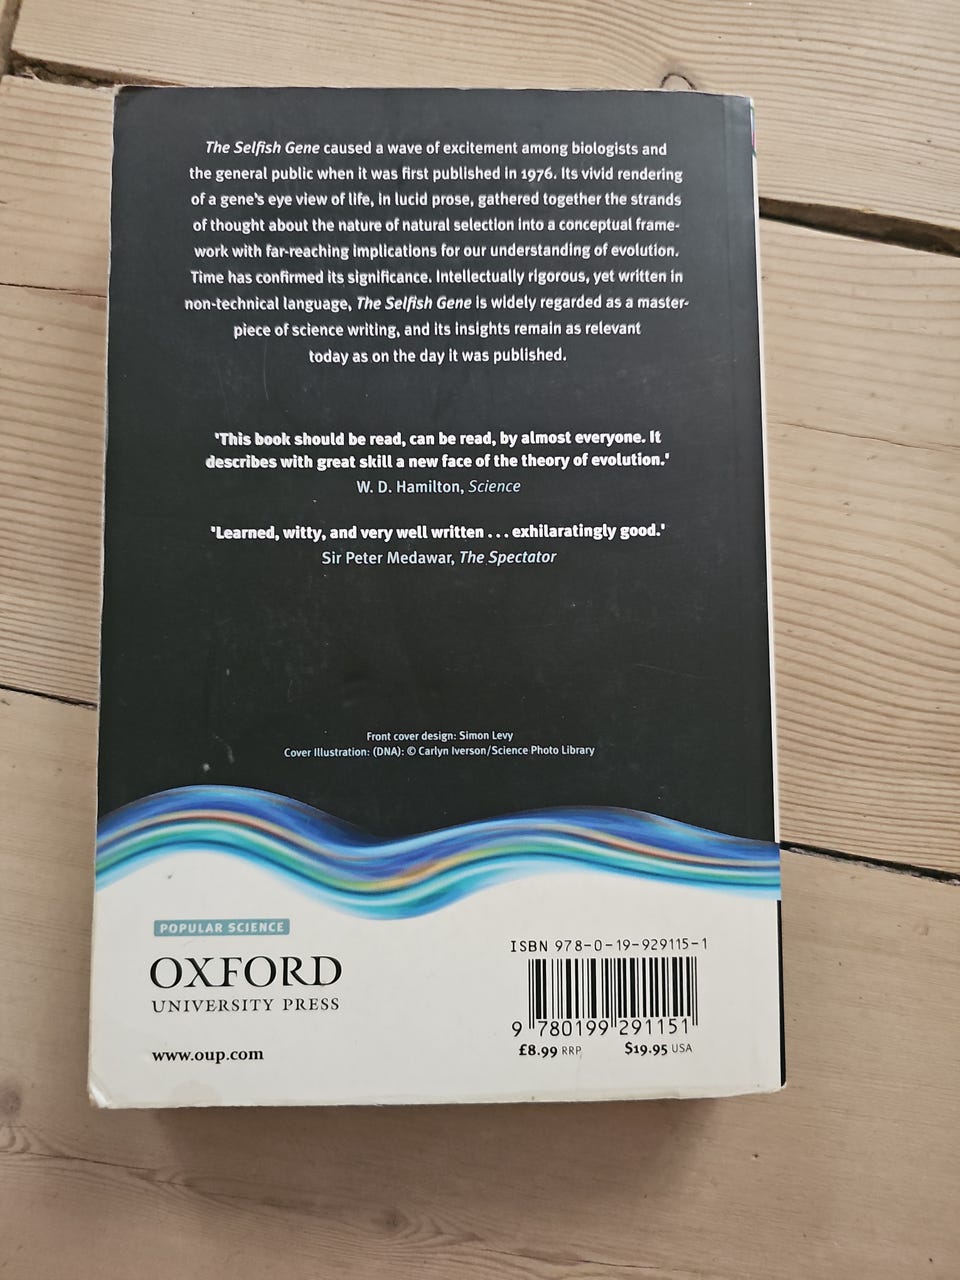 The Selfish Gene caused a wave of excitement among biologists and
the general public when it was first published in 1976. Its vivid rendering
of a gene's eye view of life, in lucid prose, gathered together the strands
of thought about the nature of natural selection into a conceptual frame-
work with far-reaching implications for our understanding of evolution.
Time has confirmed its significance. Intellectually rigorous, yet written in
non-technical language, The Selfish Gene is widely regarded as a master-
piece of science writing, and its insights remain as relevant
today as on the day it was published.
'This book should be read, can be read, by almost everyone. It
describes with great skill a new face of the theory of evolution.'
W. D. Hamilton, Science
'Learned, witty, and very well written ... exhilaratingly good.'
Sir Peter Medawar, The Spectator
Front cover design: Simon Levy
Cover Illustration: (DNA): © Carlyn Iverson/Science Photo Library
POPULAR SCIENCE
OXFORD
UNIVERSITY PRESS
www.oup.com
ISBN 978-0-19-929115-1
9 780199 291151
£8.99 RRP $19.95 USA